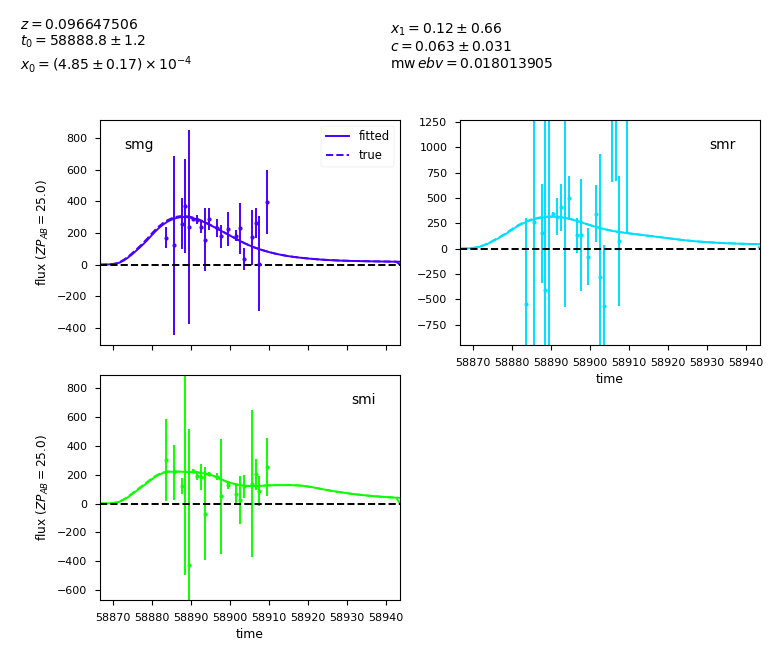 z = 0.096647506
t₀ = 58888.8 ± 1.2
x₀ = (4.85 ± 0.17) × 10⁻⁴
x₁ = 0.12 ± 0.66
c = 0.063 ± 0.031
mw ebv = 0.018013905
smg
fitted
true
800
600
400
200
0
−200
−400
flux (ZP_AB = 25.0)
smr
1250
1000
750
500
250
0
−250
−500
−750
58870 58880 58890 58900 58910 58920 58930 58940
time
smi
800
600
400
200
0
−200
−400
−600
flux (ZP_AB = 25.0)
58870 58880 58890 58900 58910 58920 58930 58940
time